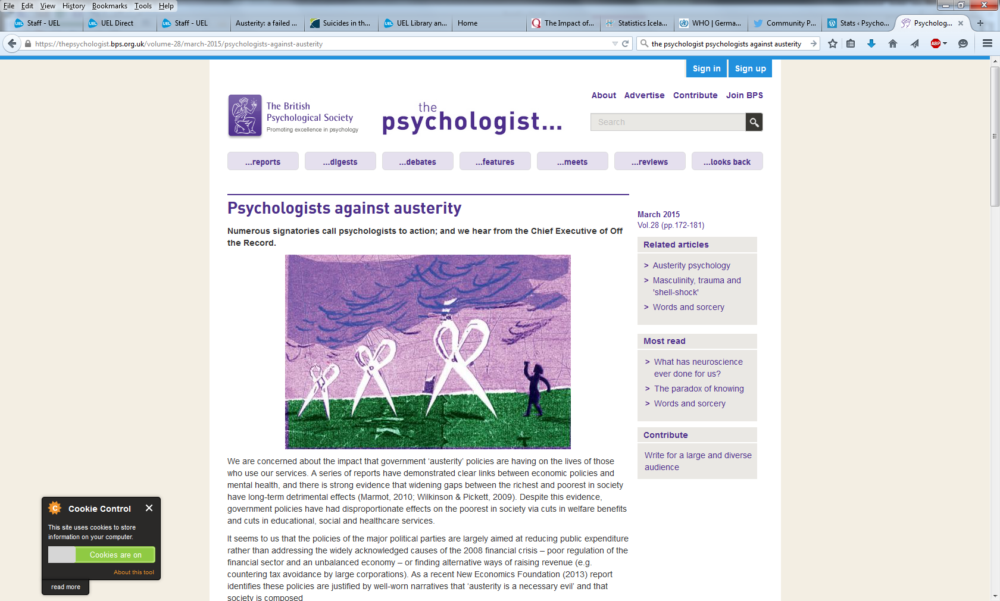 File Edit View History Bookmarks Tools Help
Staff - UEL
UEL Direct
Staff - UEL
Austerity: a failed ...
Suicides in th...
UEL Library an...
Home
The Impact of...
Statistics Icela...
WHO | Germa...
Community P...
Stats ‹ Psycho...
Psycholog...
https://thepsychologist.bps.org.uk/volume-28/march-2015/psychologists-against-austerity
the psychologist psychologists against austerity
ABP
Sign in
Sign up
About Advertise Contribute Join BPS
The British
Psychological Society
Promoting excellence in psychology
the
psychologist...
Search
...reports
...digests
...debates
...features
...meets
...reviews
...looks back
Psychologists against austerity
Numerous signatories call psychologists to action; and we hear from the Chief Executive of Off
the Record.
We are concerned about the impact that government ‘austerity’ policies are having on the lives of those
who use our services. A series of reports have demonstrated clear links between economic policies and
mental health, and there is strong evidence that widening gaps between the richest and poorest in society
have long-term detrimental effects (Marmot, 2010; Wilkinson & Pickett, 2009). Despite this evidence,
government policies have had disproportionate effects on the poorest in society via cuts in welfare benefits
and cuts in educational, social and healthcare services.
It seems to us that the policies of the major political parties are largely aimed at reducing public expenditure
rather than addressing the widely acknowledged causes of the 2008 financial crisis – poor regulation of the
financial sector and an unbalanced economy – or finding alternative ways of raising revenue (e.g.
countering tax avoidance by large corporations). As a recent New Economics Foundation (2013) report
identifies these policies are justified by well-worn narratives that ‘austerity is a necessary evil’ and that
society is composed
March 2015
Vol.28 (pp.172-181)
Related articles
> Austerity psychology
> Masculinity, trauma and
'shell-shock'
> Words and sorcery
Most read
> What has neuroscience
ever done for us?
> The paradox of knowing
> Words and sorcery
Contribute
Write for a large and diverse
audience
C
Cookie Control
This site uses cookies to store
information on your computer.
Cookies are on
About this tool
read more